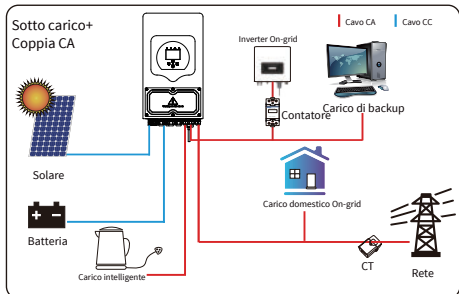 Sotto carico+
Coppia CA
Cavo CA
Cavo CC
Inverter On-grid
Contatore
Carico di backup
Solare
Carico domestico On-grid
Batteria
Carico intelligente
CT
Rete